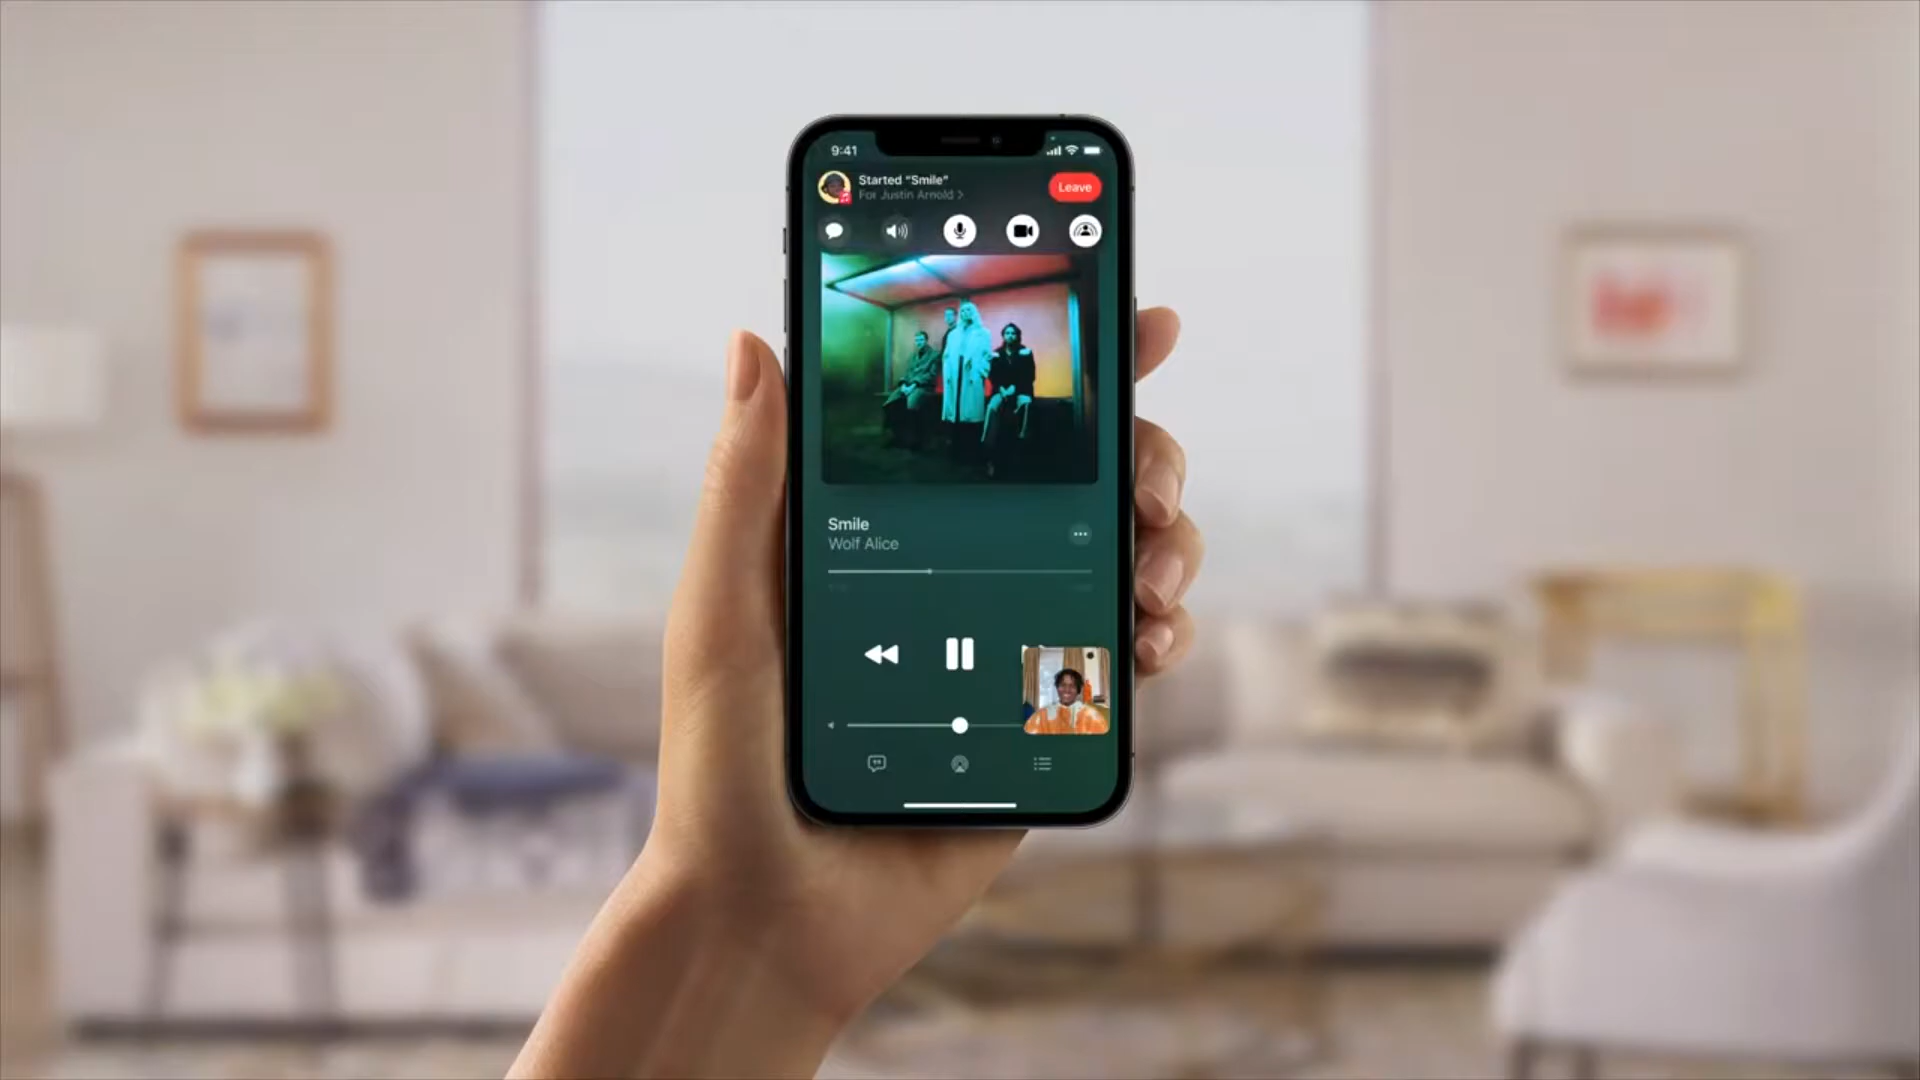 9:41
Started "Smile"
For Justin Arnold >
Leave
Smile
Wolf Alice